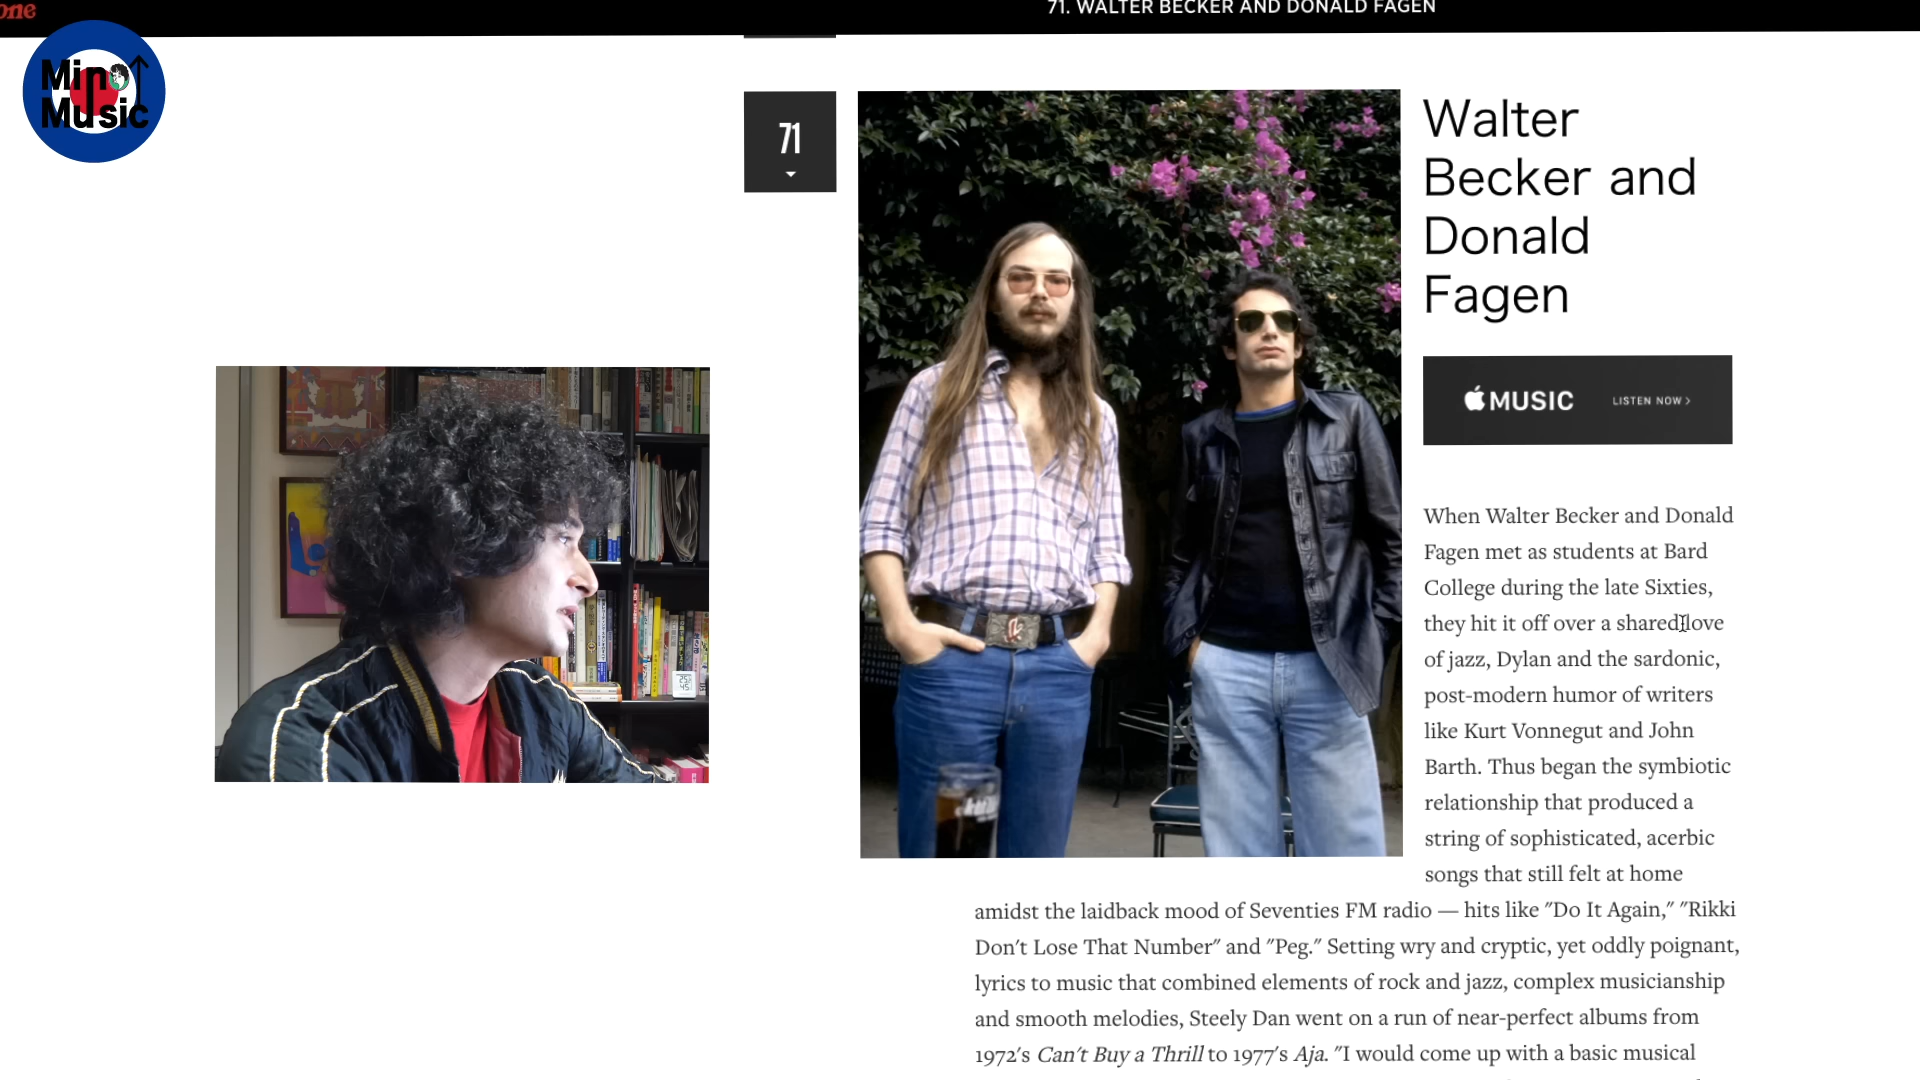 one
71. WALTER BECKER AND DONALD FAGEN
Min
Music
71
Walter
Becker and
Donald
Fagen
MUSIC LISTEN NOW >
When Walter Becker and Donald
Fagen met as students at Bard
College during the late Sixties,
they hit it off over a shared love
of jazz, Dylan and the sardonic,
post-modern humor of writers
like Kurt Vonnegut and John
Barth. Thus began the symbiotic
relationship that produced a
string of sophisticated, acerbic
songs that still felt at home
amidst the laidback mood of Seventies FM radio — hits like "Do It Again," "Rikki
Don't Lose That Number" and "Peg." Setting wry and cryptic, yet oddly poignant,
lyrics to music that combined elements of rock and jazz, complex musicianship
and smooth melodies, Steely Dan went on a run of near-perfect albums from
1972's Can't Buy a Thrill to 1977's Aja. "I would come up with a basic musical